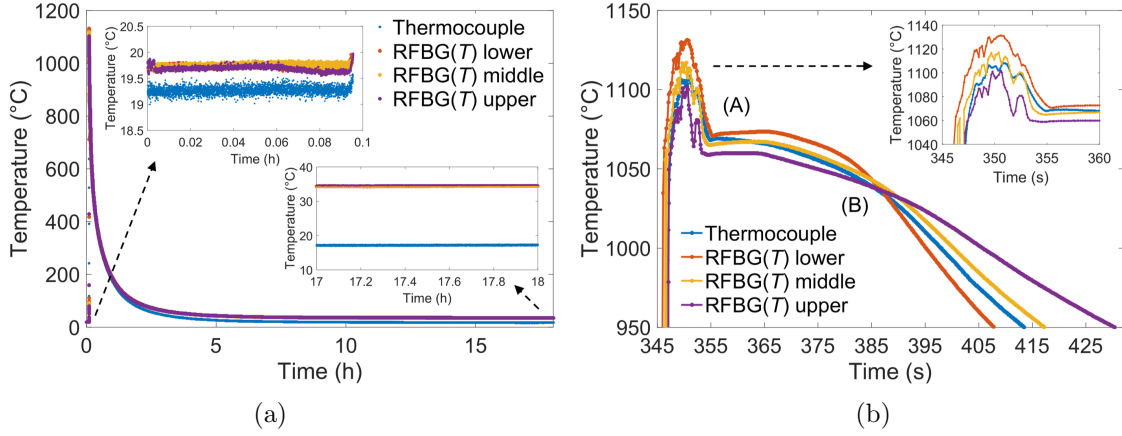 1200
1000
800
600
400
200
0
Temperature (°C)
0
5
10
15
Time (h)
(a)
Thermocouple
RFBG(T) lower
RFBG(T) middle
RFBG(T) upper
20.5
20
19.5
19
18.5
Temperature (°C)
0
0.02
0.04
0.06
0.08
0.1
Time (h)
40
30
20
10
Temperature (°C)
17
17.2
17.4
17.6
17.8
18
Time (h)
1150
1100
1050
1000
950
Temperature (°C)
345
355
365
375
385
395
405
415
425
Time (s)
(b)
(A)
(B)
Thermocouple
RFBG(T) lower
RFBG(T) middle
RFBG(T) upper
1140
1120
1100
1080
1060
1040
Temperature (°C)
345
350
355
360
Time (s)